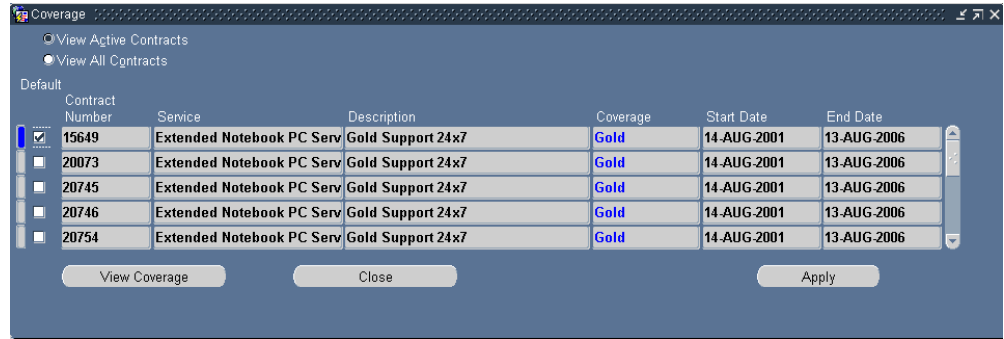 Coverage
View Active Contracts
View All Contracts
Default
Contract
Number Service Description Coverage Start Date End Date
15649 Extended Notebook PC Serv Gold Support 24x7 Gold 14-AUG-2001 13-AUG-2006
20073 Extended Notebook PC Serv Gold Support 24x7 Gold 14-AUG-2001 13-AUG-2006
20745 Extended Notebook PC Serv Gold Support 24x7 Gold 14-AUG-2001 13-AUG-2006
20746 Extended Notebook PC Serv Gold Support 24x7 Gold 14-AUG-2001 13-AUG-2006
20754 Extended Notebook PC Serv Gold Support 24x7 Gold 14-AUG-2001 13-AUG-2006
View Coverage Close Apply